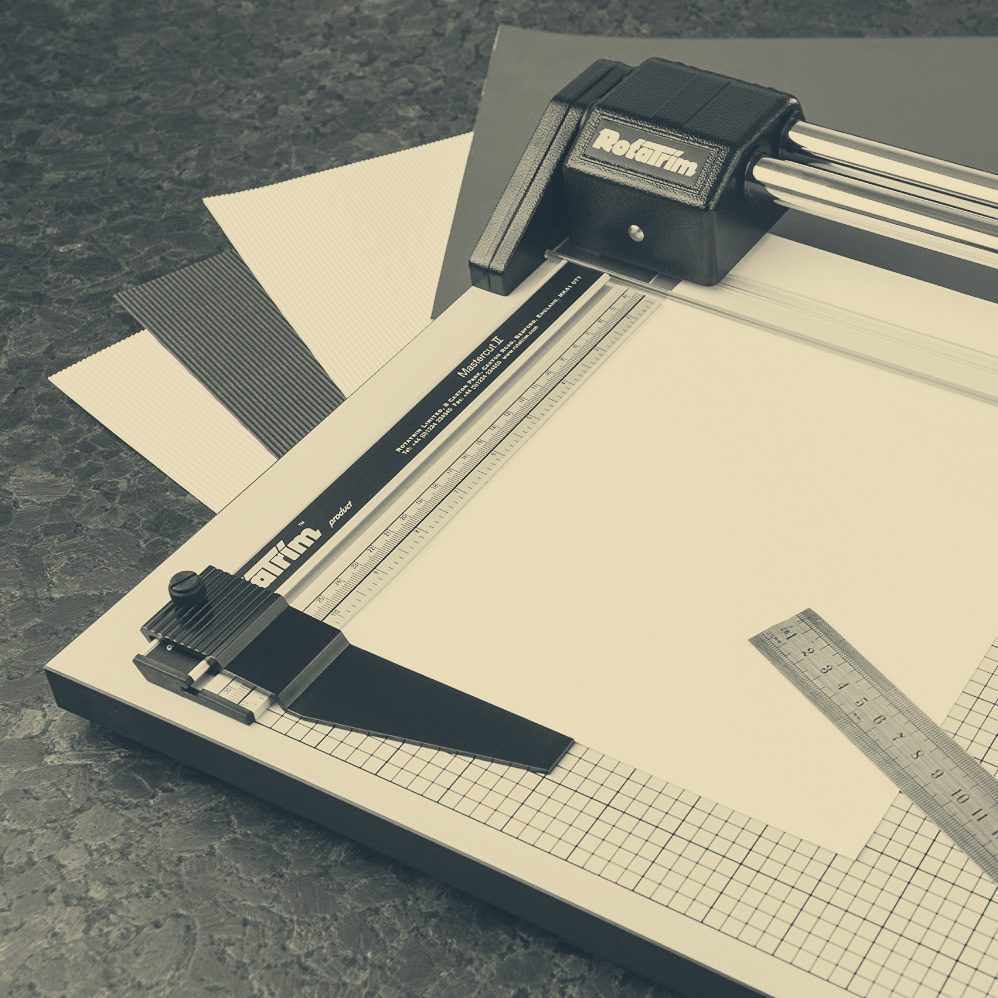 RotaTrim
Mastercut II
ROTATRIM LIMITED, 8 CAXTON PARK, CAXTON ROAD, BEDFORD, ENGLAND, MK41 0TY
Tel: +44 (0)1234 224545 Fax: +44 (0)1234 224550 www.rotatrim.com
aTrim™ product
1 2 3 4 5 6 7 8 9 10 11